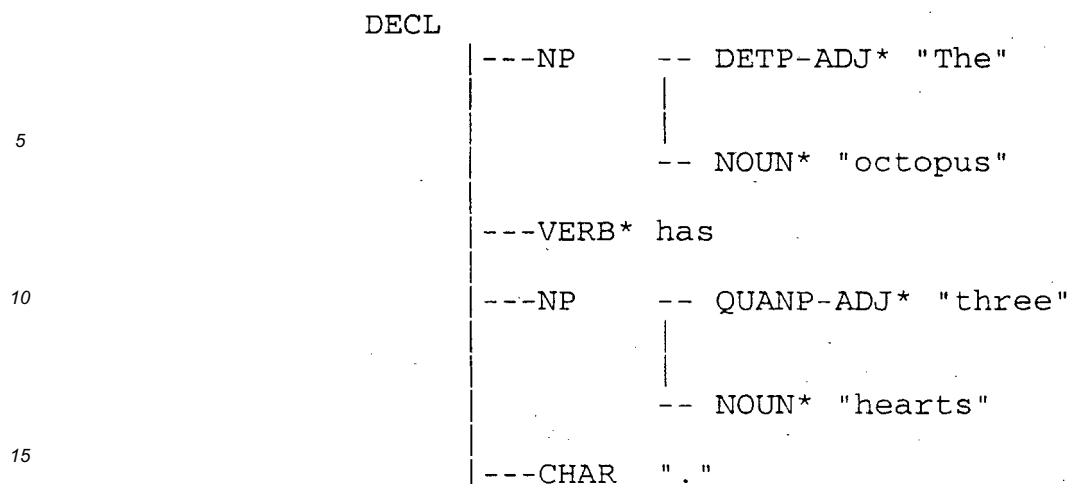 DECL
---NP -- DETP-ADJ* "The"
5
-- NOUN* "octopus"
---VERB* has
10 ---NP -- QUANP-ADJ* "three"
-- NOUN* "hearts"
15 ---CHAR "."